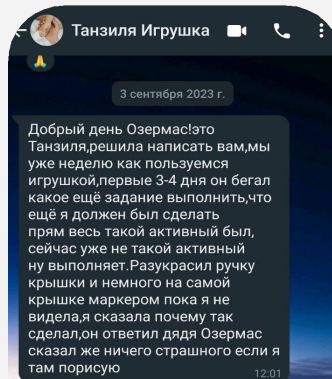 Танзиля Игрушка
3 сентября 2023 г.
Добрый день Озермас!это
Танзиля,решила написать вам,мы
уже неделю как пользуемся
игрушкой,первые 3-4 дня он бегал
какое ещё задание выполнить,что
ещё я должен был сделать
прям весь такой активный был,
сейчас уже не такой активный
ну выполняет.Разукрасил ручку
крышки и немного на самой
крышке маркером пока я не
видела,я сказала почему так
сделал,он ответил дядя Озермас
сказал же ничего страшного если я
там порисую
12:01